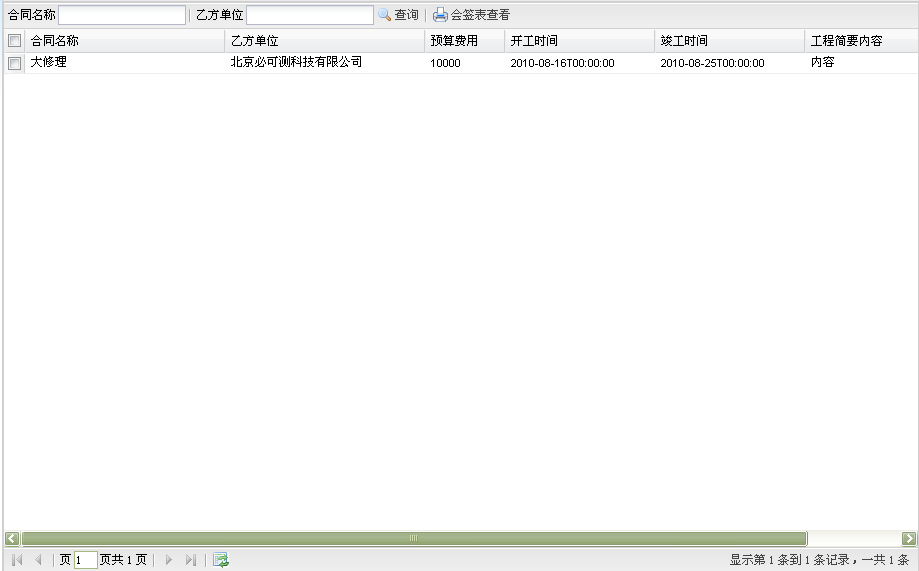 合同名称 乙方单位 查询 会签表查看
合同名称 乙方单位 预算费用 开工时间 竣工时间 工程简要内容
大修理 北京必可测科技有限公司 10000 2010-08-16T00:00:00 2010-08-25T00:00:00 内容
页 1 页共 1 页 显示第 1 条到 1 条记录，一共 1 条